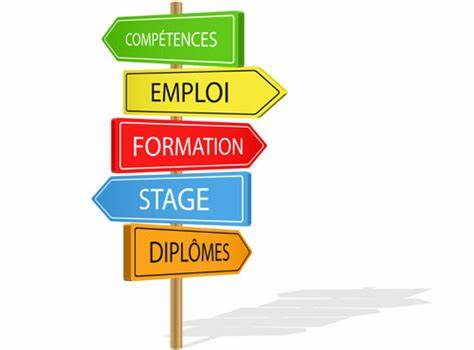 COMPÉTENCES
EMPLOI
FORMATION
STAGE
DIPLÔMES